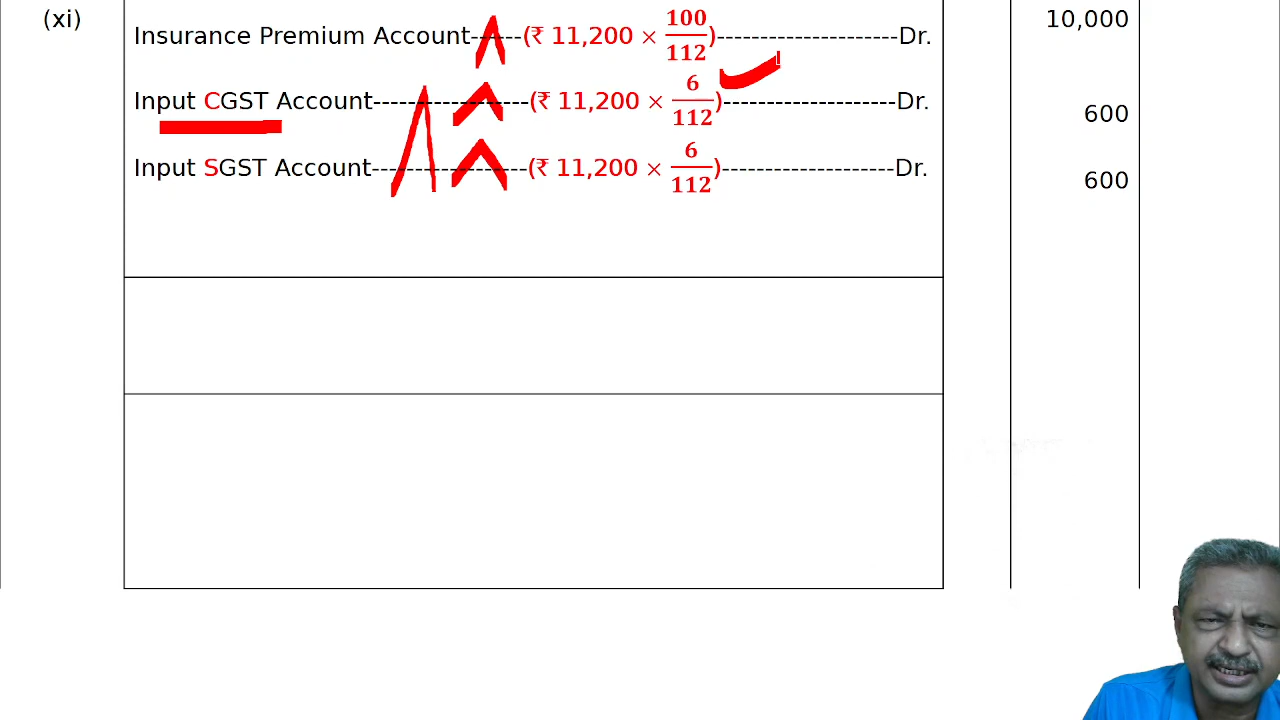 (xi)
Insurance Premium Account-------(₹ 11,200 × 100/112)----------------------Dr. 10,000
Input CGST Account-------------------(₹ 11,200 × 6/112)---------------------Dr. 600
Input SGST Account-------------------(₹ 11,200 × 6/112)---------------------Dr. 600